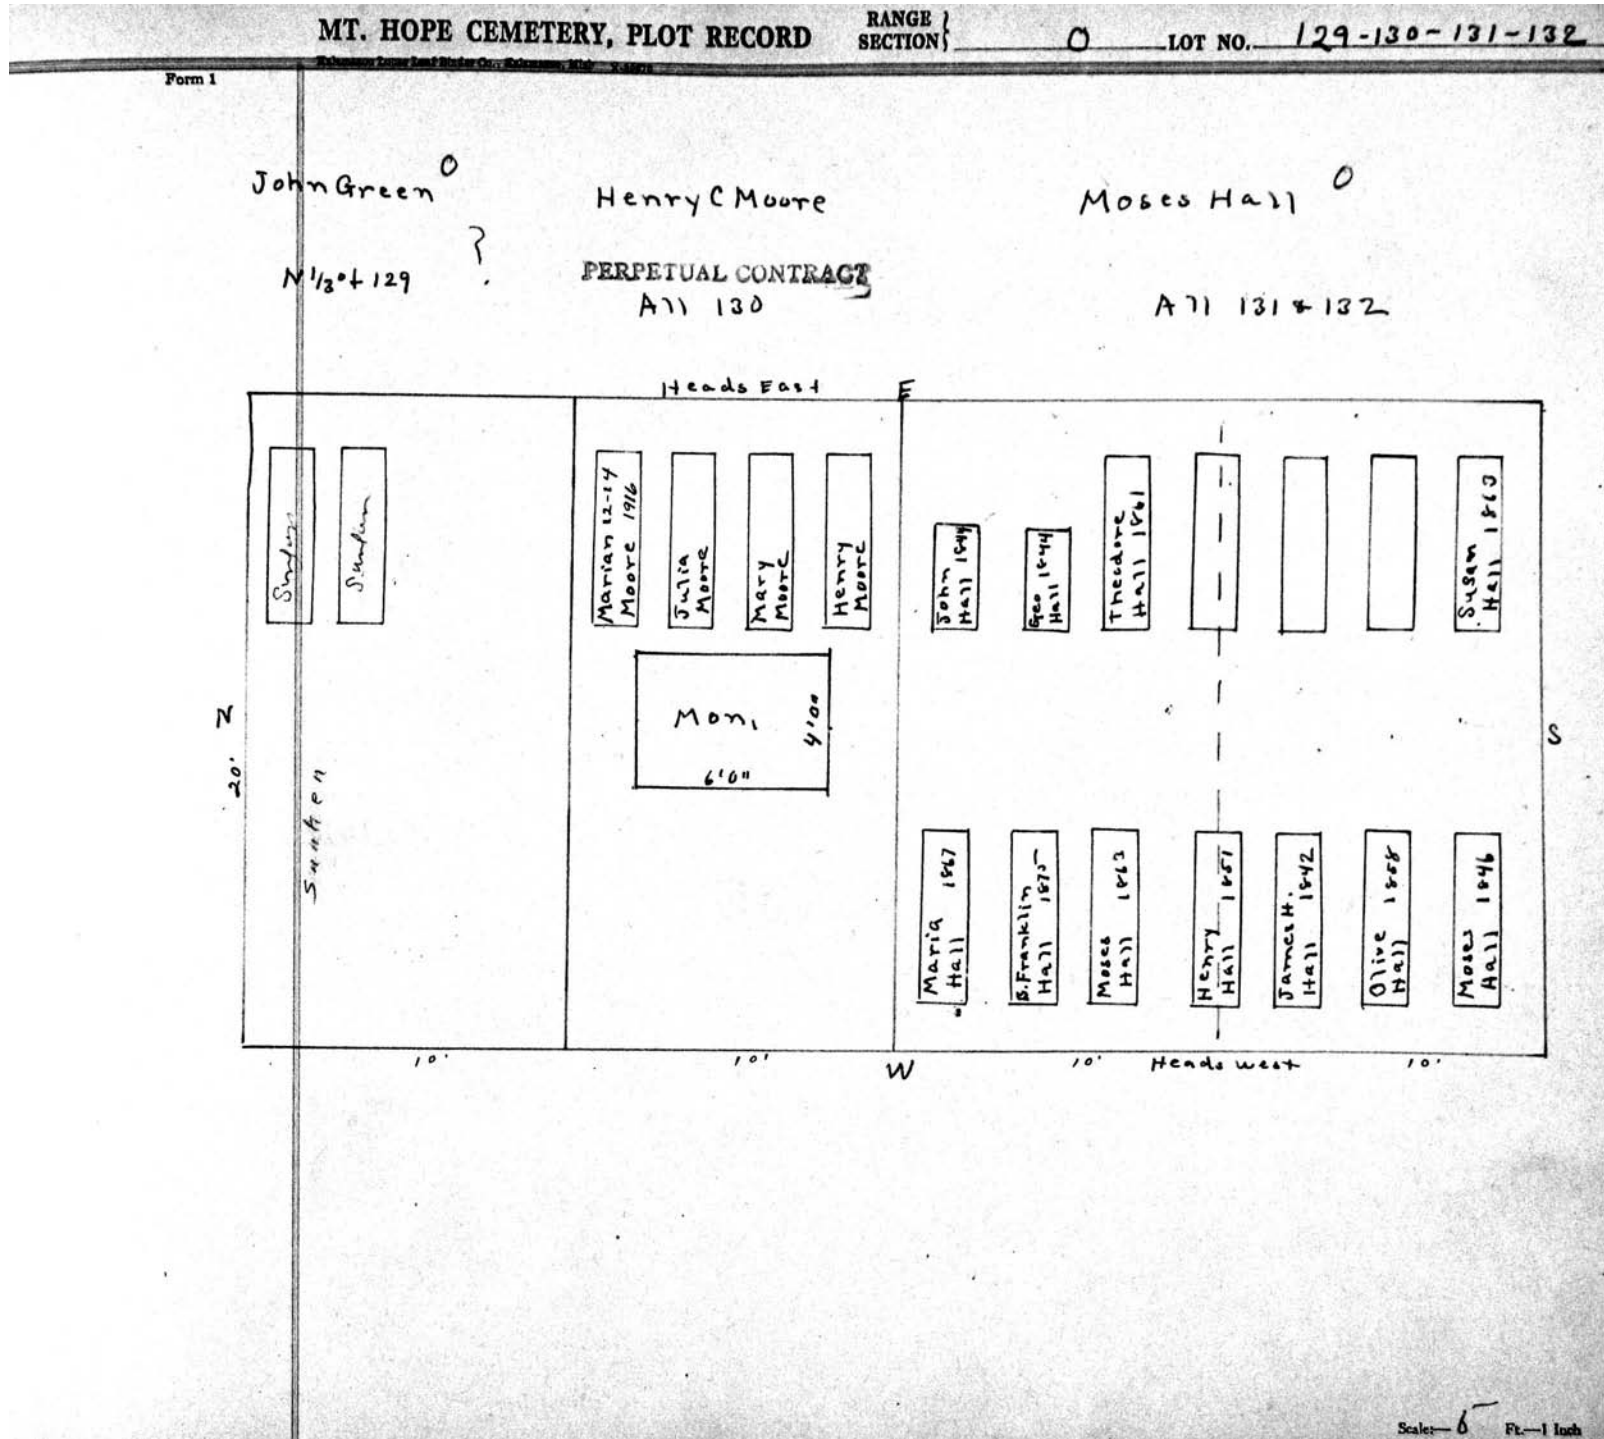 MT. HOPE CEMETERY, PLOT RECORD
RANGE
SECTION
O
LOT NO. 129-130-131-132
Form 1
John Green O
Henry C Moore
Moses Hall O
N 1/3 of 129 ?
PERPETUAL CONTRACT
All 130
All 131 & 132
Heads East
E
Marian 12-24
Moore 1916
Julia
Moore
Mary
Moore
Henry
Moore
John
Hall 1844
Geo 1844
Hall
Theodore
Hall 1861
Susan
Hall 1863
N
20'
Sunken
Mon.
4'0"
6'0"
S
Maria
Hall 1867
B. Franklin
Hall 1875
Moses
Hall 1863
Henry
Hall 1851
James H.
Hall 1842
Olive
Hall 1858
Moses
Hall 1846
10'
10'
W
10'
Heads west
10'
Scale:— 5 Ft.—1 Inch